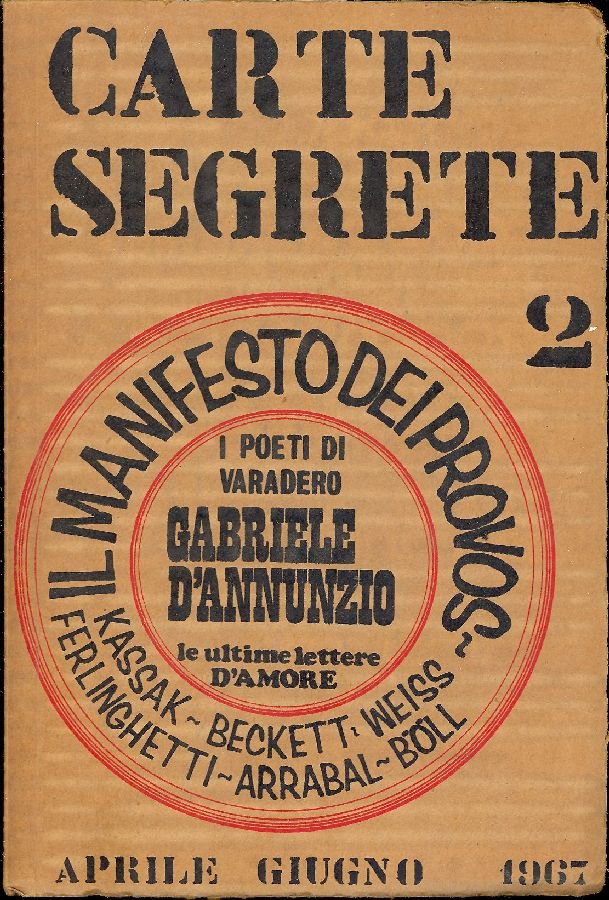 CARTE
SEGRETE
2
IL MANIFESTO DEI PROVOS ~
I POETI DI
VARADERO
GABRIELE
D'ANNUNZIO
le ultime lettere
D'AMORE
KASSAK ~ BECKETT: WEISS
FERLINGHETTI ~ ARRABAL ~ BÖLL
APRILE GIUGNO 1967